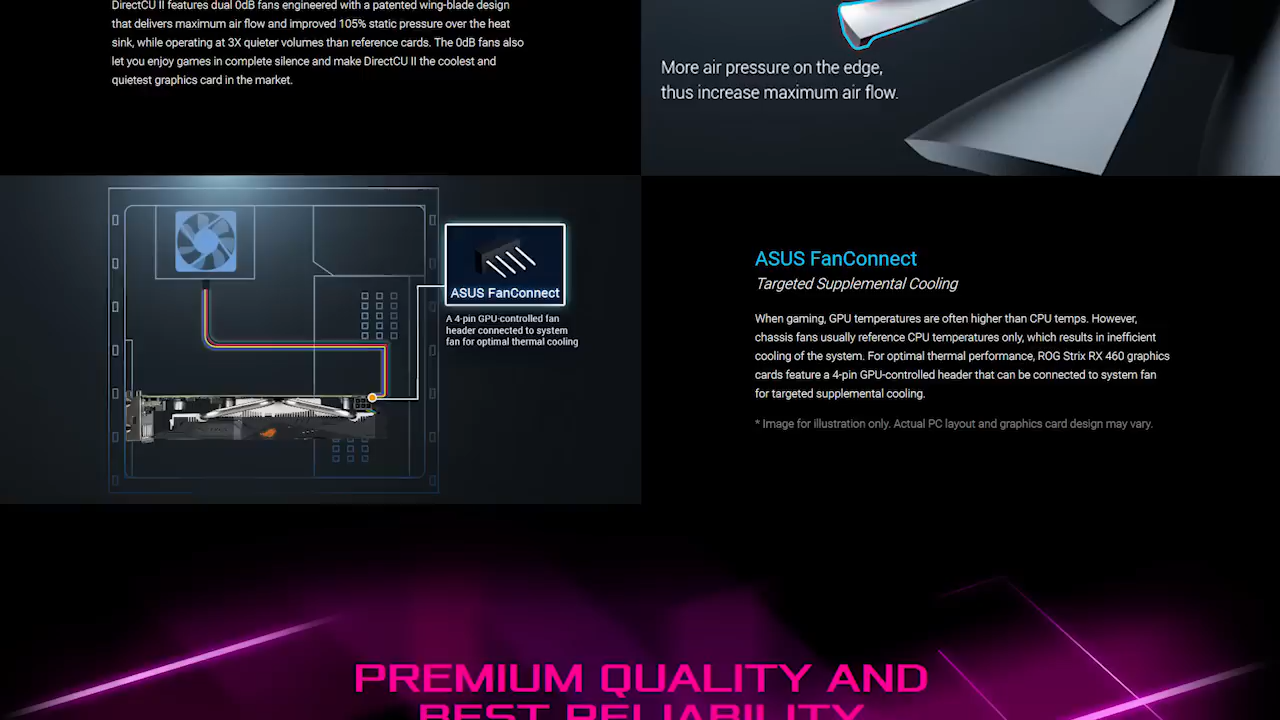 DirectCU II features dual 0dB fans engineered with a patented wing-blade design
that delivers maximum air flow and improved 105% static pressure over the heat
sink, while operating at 3X quieter volumes than reference cards. The 0dB fans also
let you enjoy games in complete silence and make DirectCU II the coolest and
quietest graphics card in the market.
More air pressure on the edge,
thus increase maximum air flow.
ASUS FanConnect
A 4-pin GPU-controlled fan
header connected to system
fan for optimal thermal cooling
ASUS FanConnect
Targeted Supplemental Cooling
When gaming, GPU temperatures are often higher than CPU temps. However,
chassis fans usually reference CPU temperatures only, which results in inefficient
cooling of the system. For optimal thermal performance, ROG Strix RX 460 graphics
cards feature a 4-pin GPU-controlled header that can be connected to system fan
for targeted supplemental cooling.
* Image for illustration only. Actual PC layout and graphics card design may vary.
PREMIUM QUALITY AND
BEST RELIABILITY